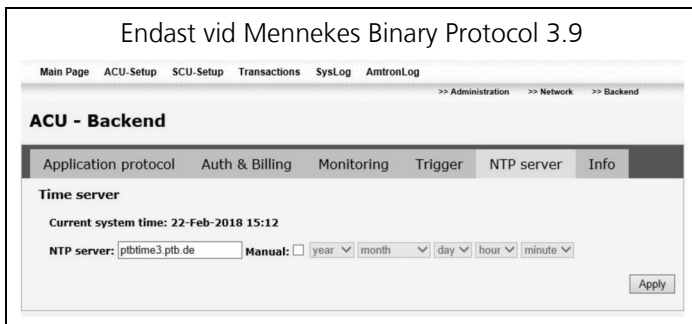 Endast vid Mennekes Binary Protocol 3.9
Main Page ACU-Setup SCU-Setup Transactions SysLog AmtronLog
>> Administration >> Network >> Backend
ACU - Backend
Application protocol Auth & Billing Monitoring Trigger NTP server Info
Time server
Current system time: 22-Feb-2018 15:12
NTP server: ptbtime3.ptb.de Manual: year month day hour minute
Apply